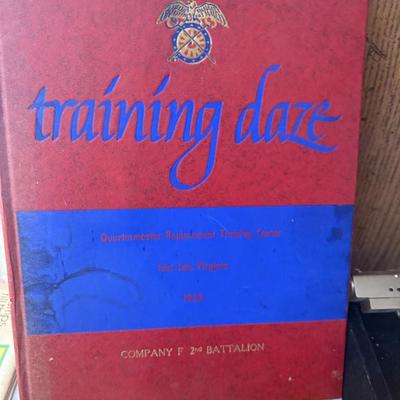 training daze
Quartermaster Replacement Training Center
Fort Lee, Virginia
COMPANY F 2nd BATTALION